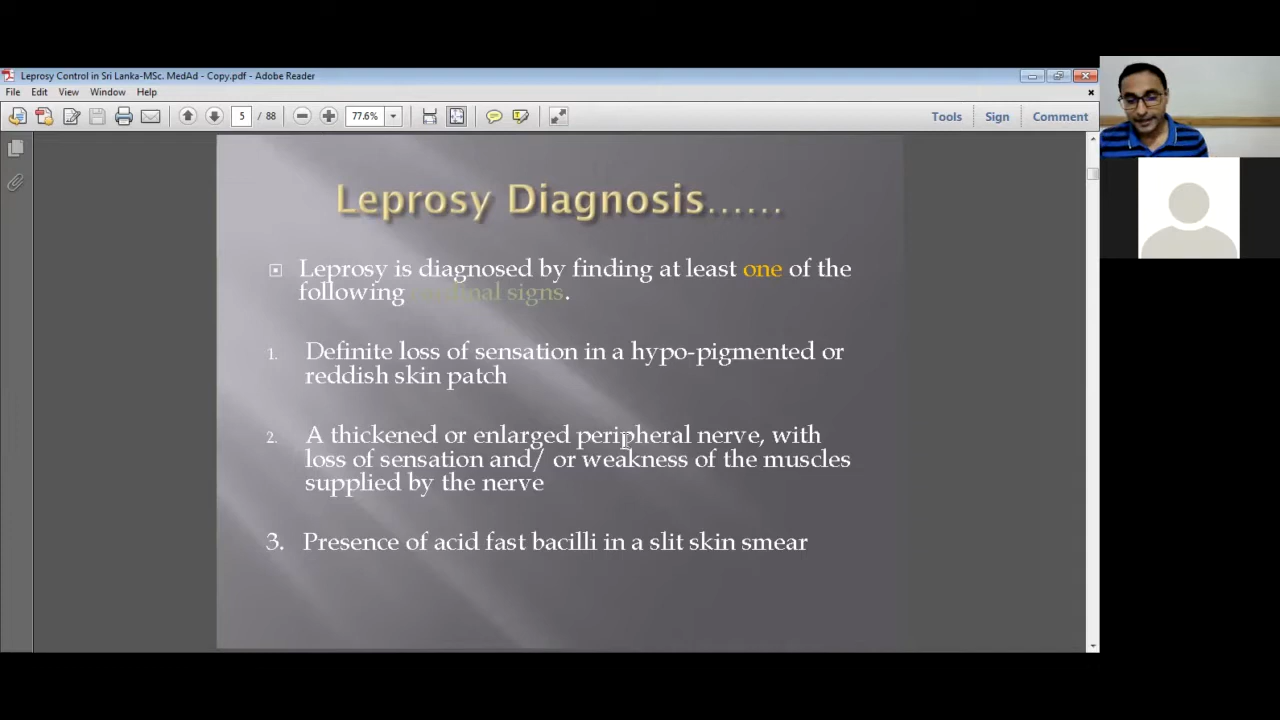 Leprosy Control in Sri Lanka-MSc. MedAd - Copy.pdf - Adobe Reader
File Edit View Window Help
5 / 88 77.6% Tools Sign Comment
Leprosy Diagnosis......
Leprosy is diagnosed by finding at least one of the
following cardinal signs.
1. Definite loss of sensation in a hypo-pigmented or
reddish skin patch
2. A thickened or enlarged peripheral nerve, with
loss of sensation and/ or weakness of the muscles
supplied by the nerve
3. Presence of acid fast bacilli in a slit skin smear